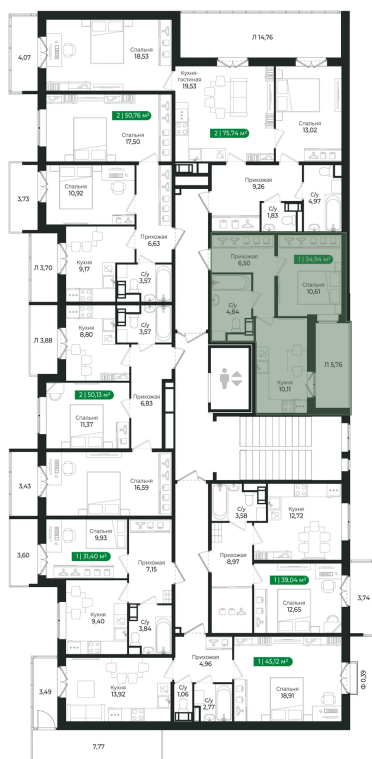 Л 14,76
4,07
Спальня
18,53
Кухня-
гостиная
19,53
2 | 50,76 м²
Спальня
17,50
2 | 75,74 м²
Спальня
13,02
3,73
Спальня
10,92
Прихожая
9,26
С/у
1,83
С/у
4,97
Прихожая
6,63
Л 3,70
Кухня
9,17
С/у
3,57
Прихожая
6,50
1 | 34,94 м²
Спальня
10,61
С/у
4,84
Л 3,88
Кухня
8,80
С/у
3,57
Л 5,76
Кухня
10,11
2 | 50,13 м²
Спальня
11,37
Прихожая
6,83
3,43
Спальня
16,59
С/у
3,58
Кухня
12,72
3,60
Спальня
9,93
1 | 31,40 м²
Прихожая
7,15
Прихожая
8,97
1 | 39,04 м²
Спальня
12,65
3,74
Кухня
9,40
С/у
3,84
Прихожая
4,96
1 | 45,12 м²
Ф 0,39
3,49
Кухня
13,92
С/у
1,06
С/у
2,77
Спальня
18,91
7,77